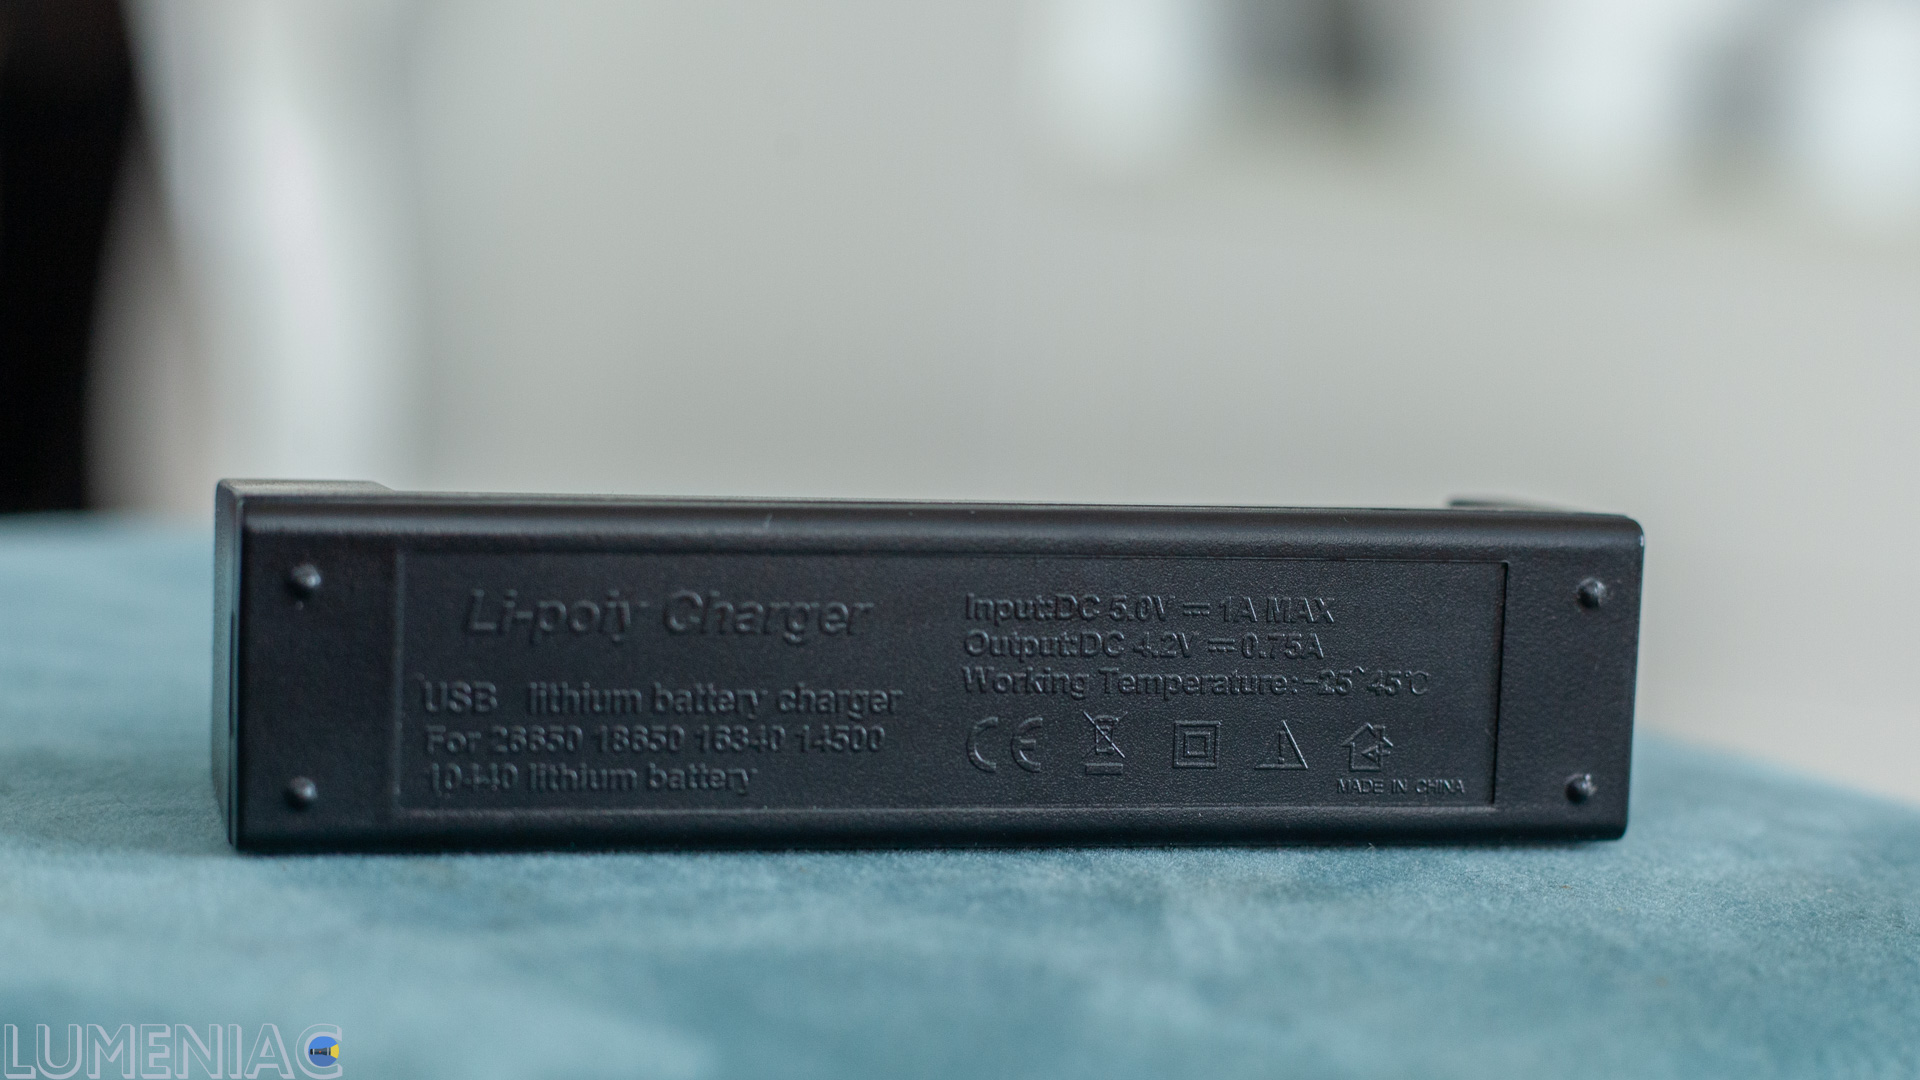 Li-poly Charger
USB lithium battery charger
For 26650 18650 16340 14500
10440 lithium battery
Input:DC 5.0V ⎓ 1A MAX
Output:DC 4.2V ⎓ 0.75A
Working Temperature:-25~45℃
CE
MADE IN CHINA
LUMENIAC